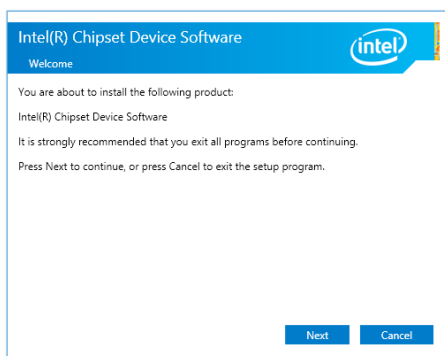 Intel(R) Chipset Device Software
intel
Welcome
You are about to install the following product:
Intel(R) Chipset Device Software
It is strongly recommended that you exit all programs before continuing.
Press Next to continue, or press Cancel to exit the setup program.
Next
Cancel